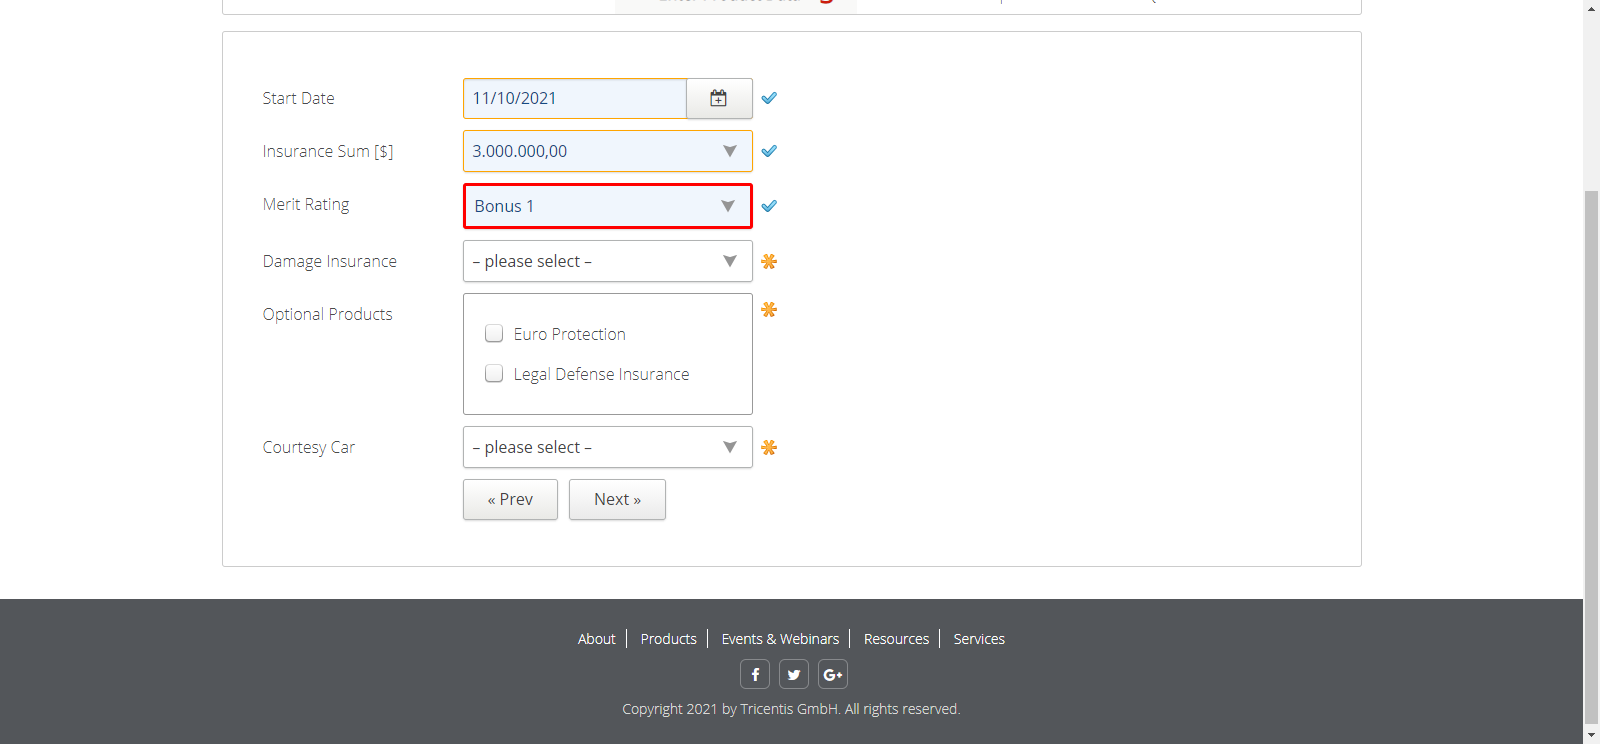 Start Date
11/10/2021
Insurance Sum [$]
3.000.000,00
Merit Rating
Bonus 1
Damage Insurance
– please select –
Optional Products
Euro Protection
Legal Defense Insurance
Courtesy Car
– please select –
« Prev
Next »
About
Products
Events & Webinars
Resources
Services
Copyright 2021 by Tricentis GmbH. All rights reserved.